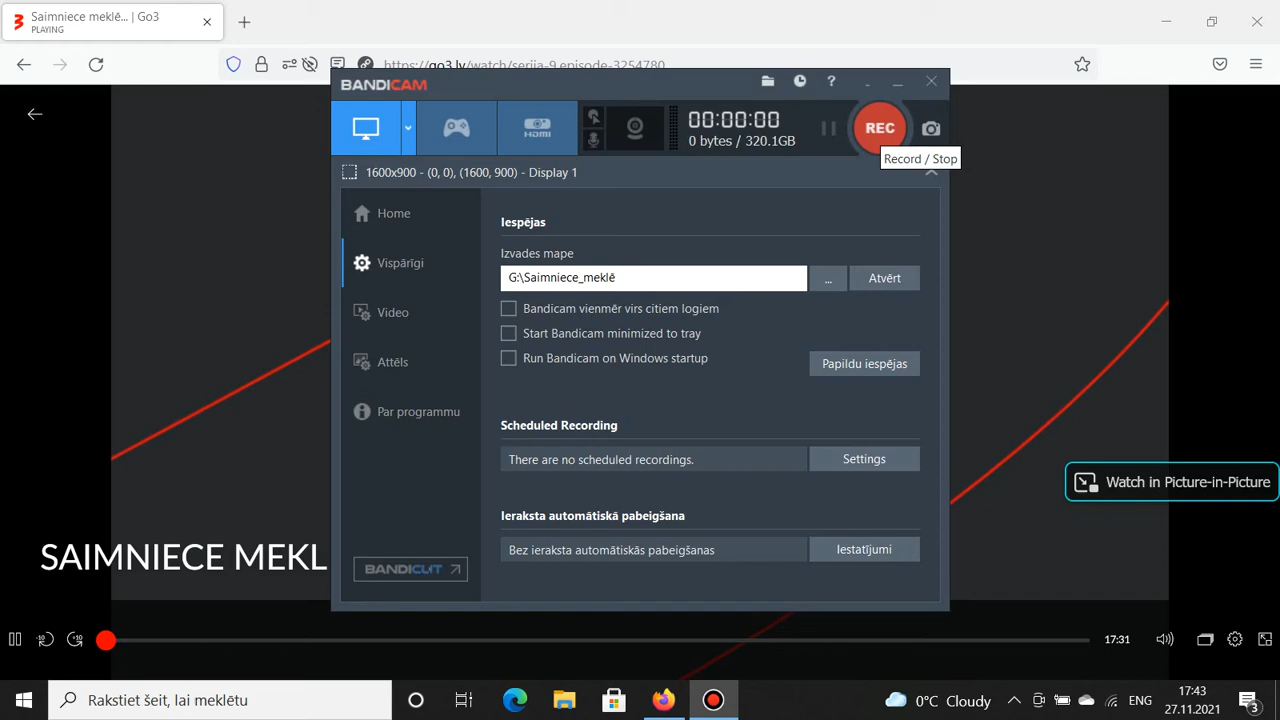 Saimniece meklē... | Go3
PLAYING
https://go3.lv/watch/serija-9,episode-3254780
BANDICAM
HDMI
00:00:00
0 bytes / 320.1GB
REC
Record / Stop
1600x900 - (0, 0), (1600, 900) - Display 1
Home
Vispārīgi
Video
Attēls
Par programmu
BANDICUT
Iespējas
Izvades mape
G:\Saimniece_meklē
...
Atvērt
Bandicam vienmēr virs citiem logiem
Start Bandicam minimized to tray
Run Bandicam on Windows startup
Papildu iespējas
Scheduled Recording
There are no scheduled recordings.
Settings
Ieraksta automātiskā pabeigšana
Bez ieraksta automātiskās pabeigšanas
Iestatījumi
Watch in Picture-in-Picture
SAIMNIECE MEKL
10
10
17:31
Rakstiet šeit, lai meklētu
0°C Cloudy
ENG
17:43
27.11.2021
3